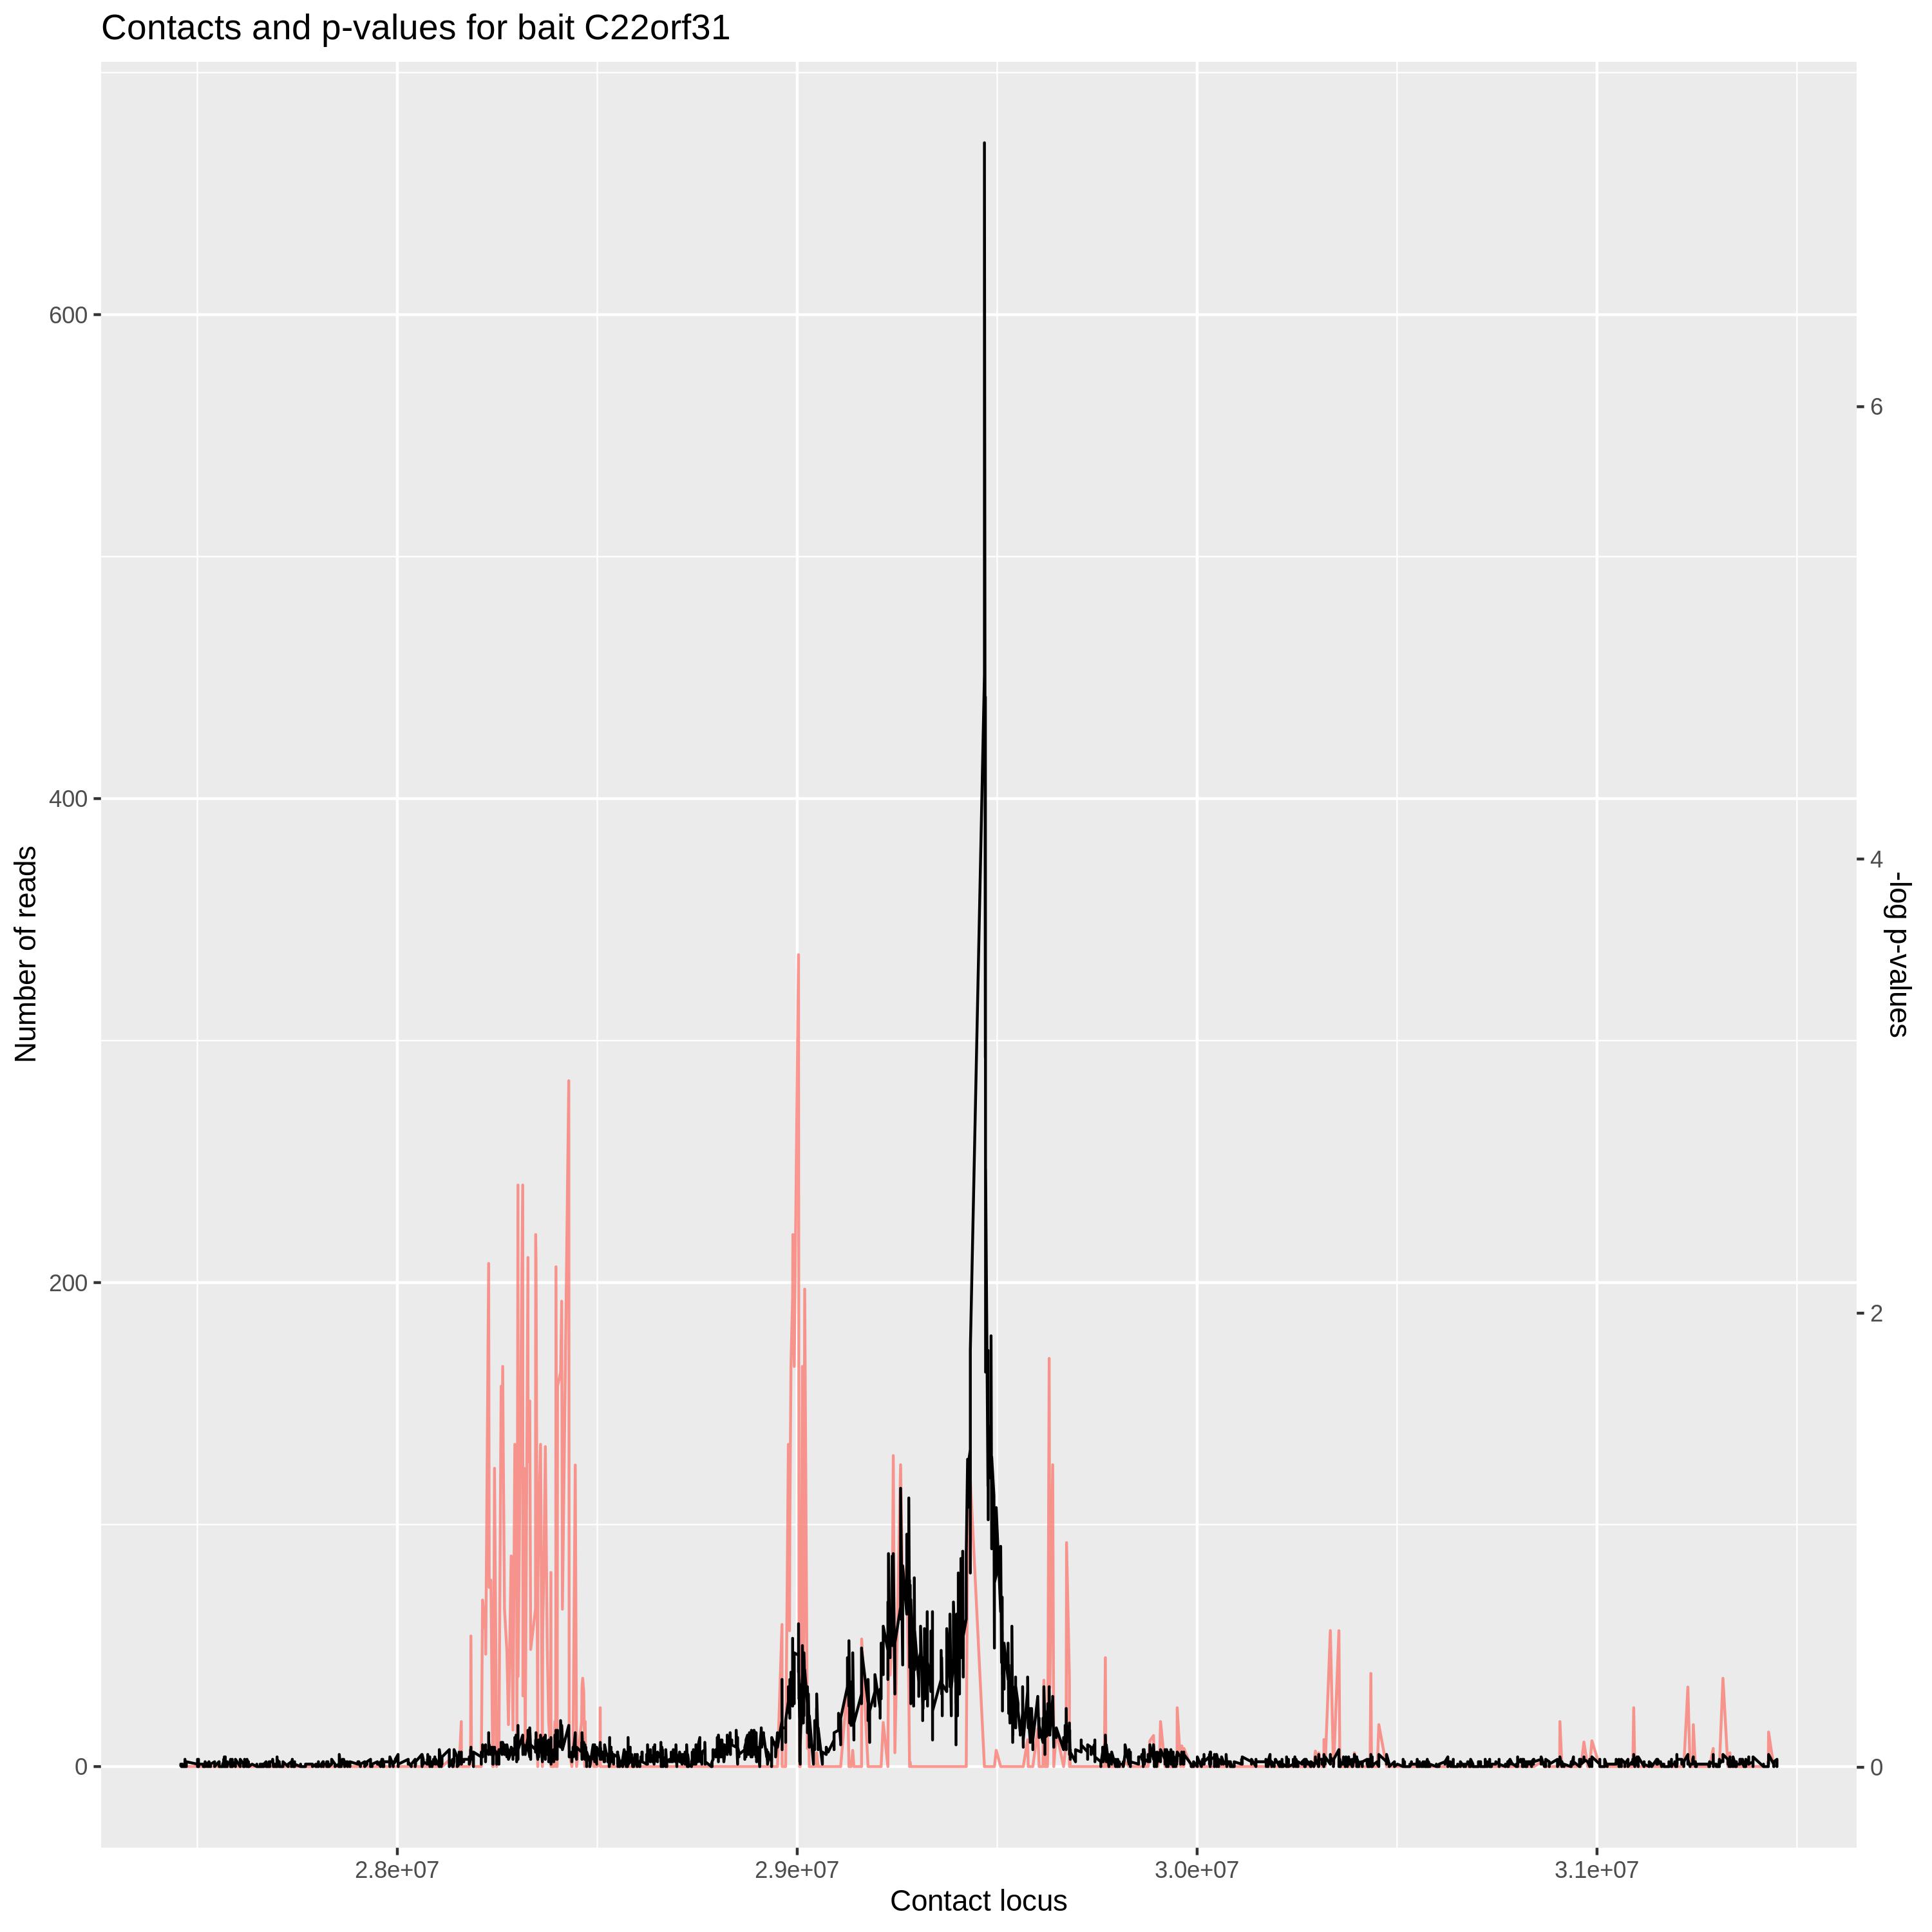 Contacts and p-values for bait C22orf31
600
400
200
0
Number of reads
6
4
2
0
-log p-values
2.8e+07 2.9e+07 3.0e+07 3.1e+07
Contact locus